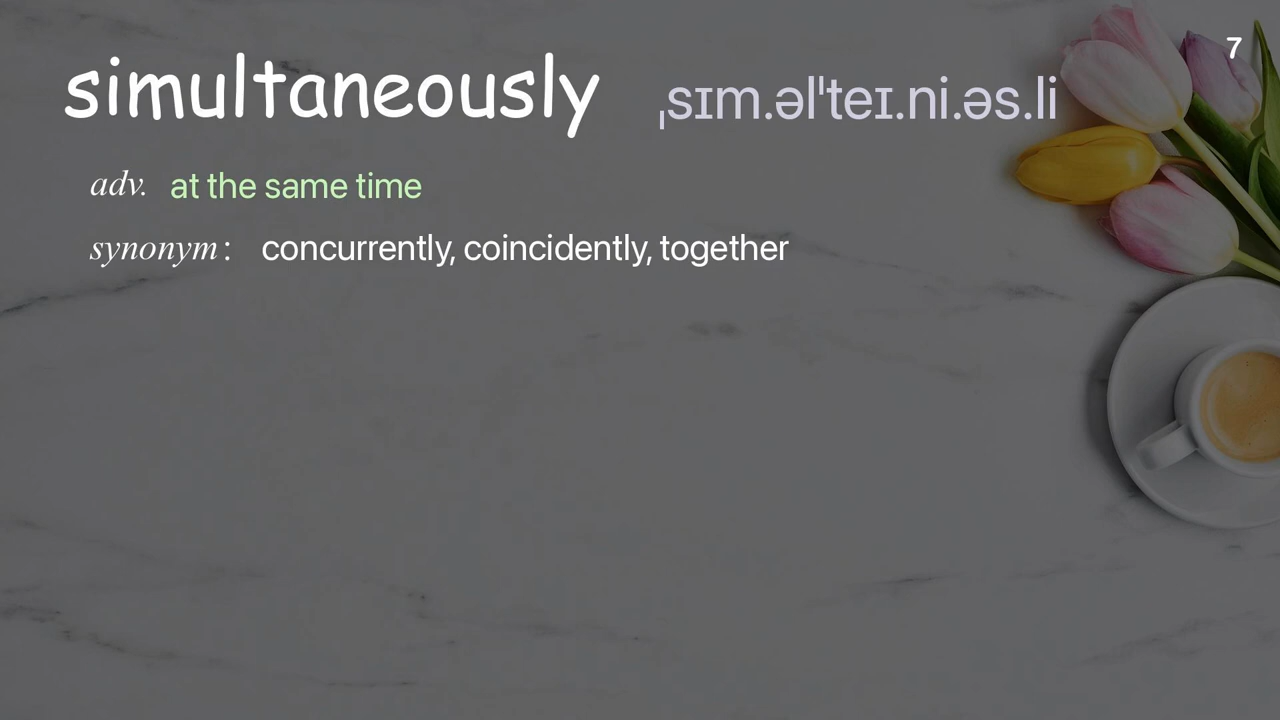 7
simultaneously ˌsɪm.əlˈteɪ.ni.əs.li
adv. at the same time
synonym: concurrently, coincidently, together